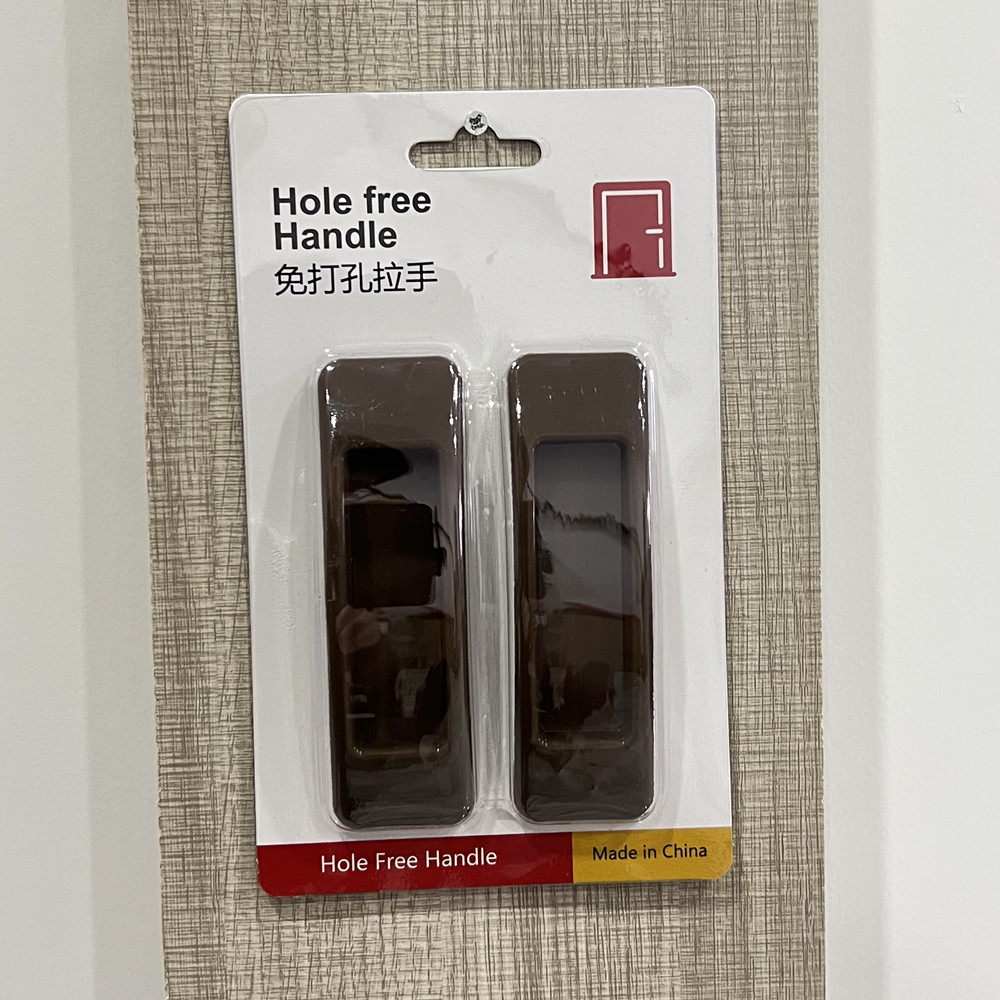 Hole free
Handle
免打孔拉手
Hole Free Handle
Made in China